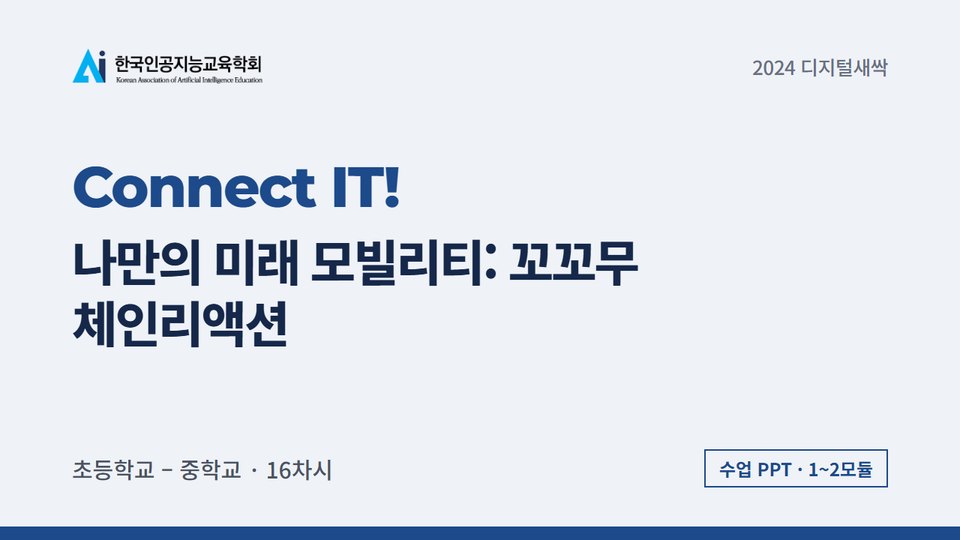 Ai 한국인공지능교육학회
Korean Association of Artificial Intelligence Education
2024 디지털새싹
Connect IT!
나만의 미래 모빌리티: 꼬꼬무
체인리액션
초등학교 – 중학교 · 16차시
수업 PPT · 1~2모듈